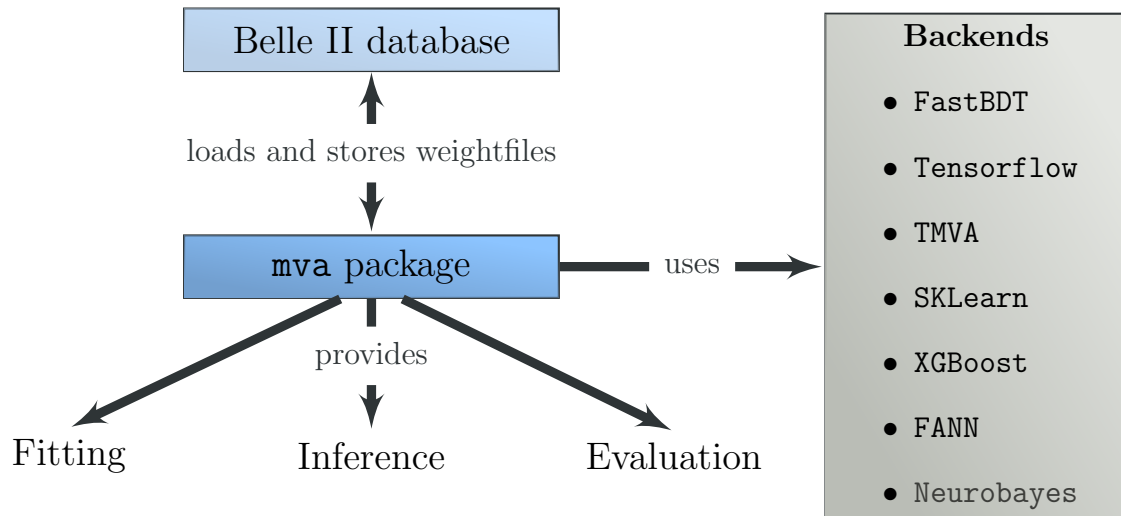 Belle II database
loads and stores weightfiles
mva package
uses
provides
Fitting
Inference
Evaluation
Backends
• FastBDT
• Tensorflow
• TMVA
• SKLearn
• XGBoost
• FANN
• Neurobayes